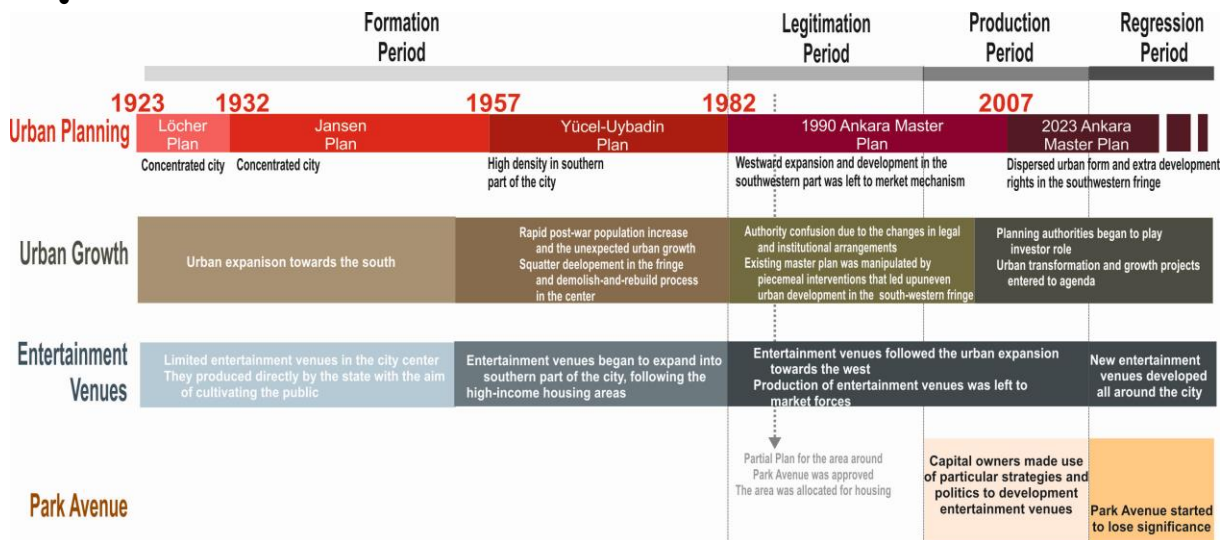 Formation
Period
Legitimation
Period
Production
Period
Regression
Period
1923
1932
1957
1982
2007
Urban Planning
Löcher
Plan
Jansen
Plan
Yücel-Uybadin
Plan
1990 Ankara Master
Plan
2023 Ankara
Master Plan
Concentrated city
Concentrated city
High density in southern
part of the city
Westward expansion and development in the
southwestern part was left to merket mechanism
Dispersed urban form and extra development
rights in the southwestern fringe
Urban Growth
Urban expanison towards the south
Rapid post-war population increase
and the unexpected urban growth
Squatter deelopement in the fringe
and demolish-and-rebuild process
in the center
Authority confusion due to the changes in legal
and institutional arrangements
Existing master plan was manipulated by
piecemeal interventions that led upuneven
urban development in the south-western fringe
Planning authorities began to play
investor role
Urban transformation and growth projects
entered to agenda
Entertainment
Venues
Limited entertainment venues in the city center
They produced directly by the state with the aim
of cultivating the public
Entertainment venues began to expand into
southern part of the city, following the
high-income housing areas
Entertainment venues followed the urban expansion
towards the west
Production of entertainment venues was left to
market forces
New entertainment
venues developed
all around the city
Park Avenue
Partial Plan for the area around
Park Avenue was approved
The area was allocated for housing
Capital owners made use
of particular strategies and
politics to development
entertainment venues
Park Avenue started
to lose significance